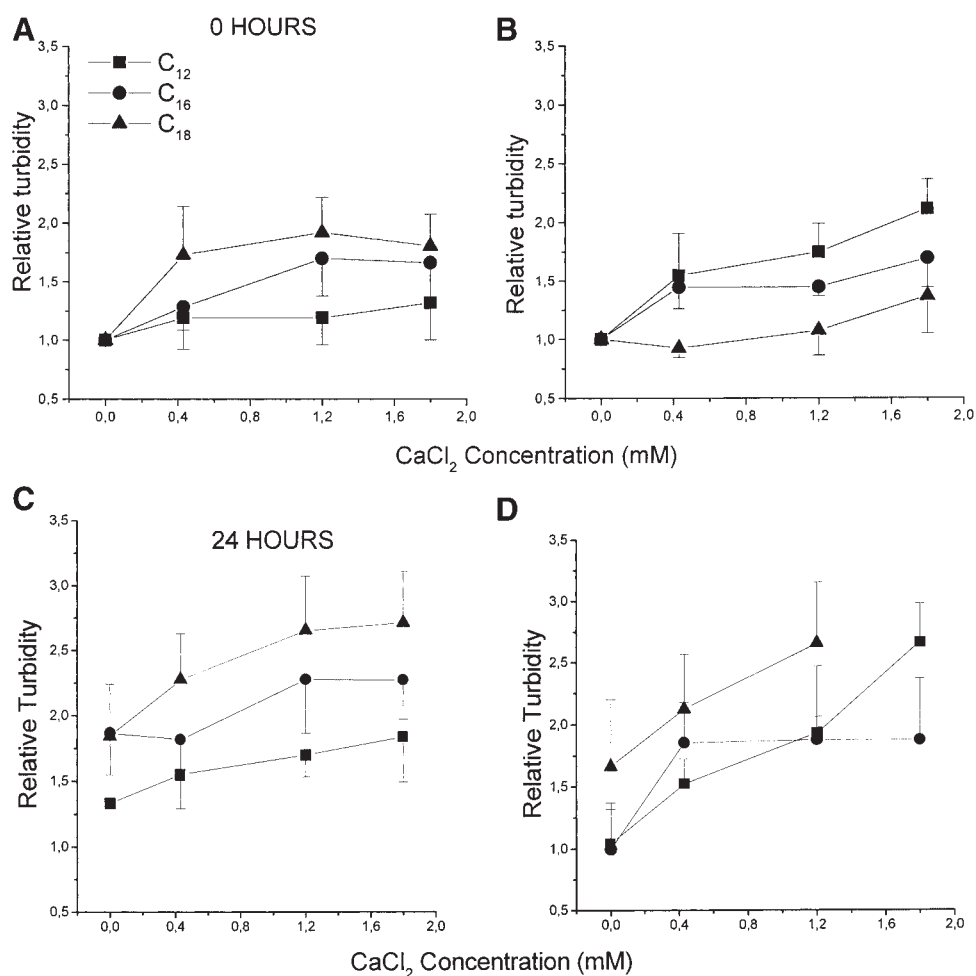 A
0 HOURS
B
C₁₂
C₁₆
C₁₈
3,5
3,0
2,5
2,0
1,5
1,0
0,5
Relative turbidity
0,0 0,4 0,8 1,2 1,6 2,0
3,5
3,0
2,5
2,0
1,5
1,0
0,5
Relative turbidity
0,0 0,4 0,8 1,2 1,6 2,0
CaCl₂ Concentration (mM)
C
24 HOURS
D
3,5
3,0
2,5
2,0
1,5
1,0
0,5
Relative Turbidity
0,0 0,4 0,8 1,2 1,6 2,0
3,5
3,0
2,5
2,0
1,5
1,0
0,5
Relative Turbidity
0,0 0,4 0,8 1,2 1,6 2,0
CaCl₂ Concentration (mM)